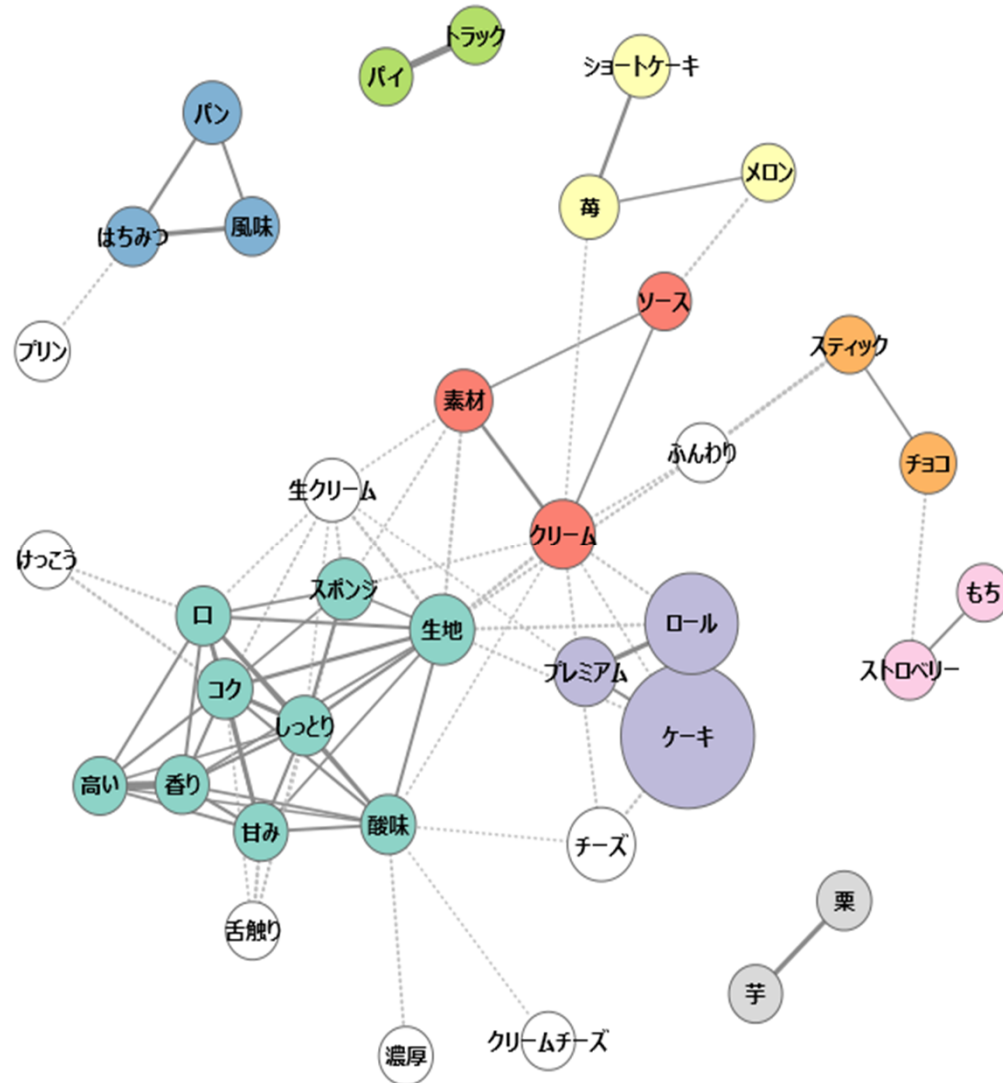 トラック
パイ
ショートケーキ
パン
メロン
苺
はちみつ
風味
ソース
プリン
スティック
素材
ふんわり
チョコ
生クリーム
クリーム
けっこう
スポンジ
もち
口
生地
ロール
ストロベリー
プレミアム
コク
しっとり
ケーキ
高い
香り
甘み
酸味
チーズ
栗
舌触り
芋
クリームチーズ
濃厚